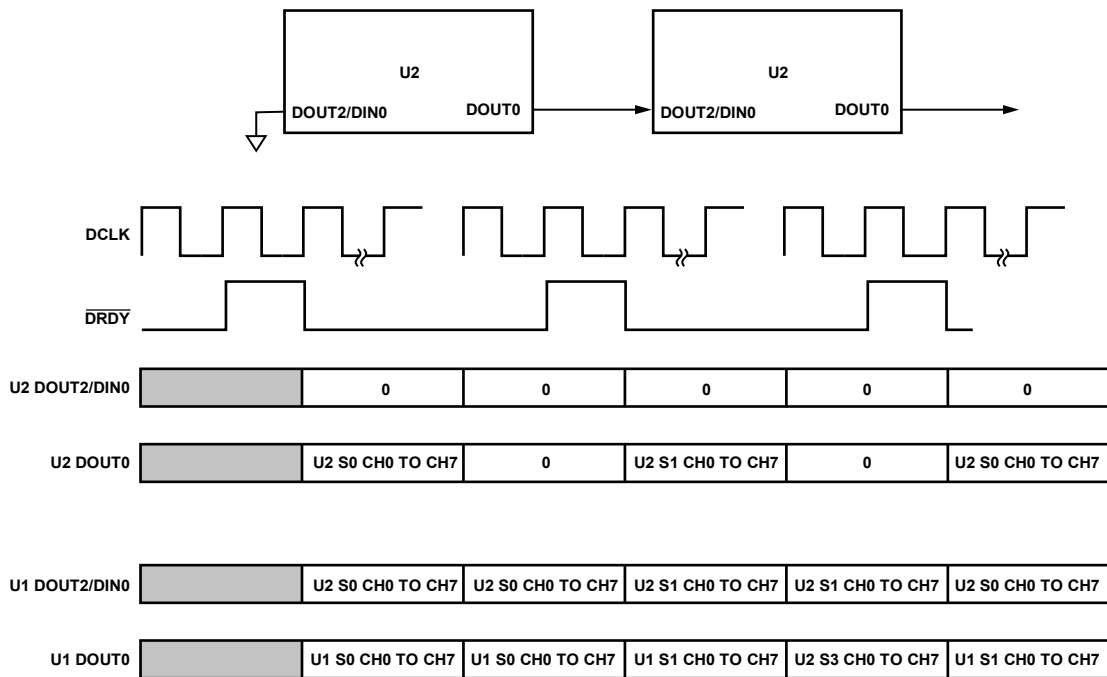 U2
U2
DOUT2/DIN0
DOUT0
DOUT2/DIN0
DOUT0
DCLK
DRDY
U2 DOUT2/DIN0
0
0
0
0
0
U2 DOUT0
U2 S0 CH0 TO CH7
0
U2 S1 CH0 TO CH7
0
U2 S0 CH0 TO CH7
U1 DOUT2/DIN0
U2 S0 CH0 TO CH7
U2 S0 CH0 TO CH7
U2 S1 CH0 TO CH7
U2 S1 CH0 TO CH7
U2 S0 CH0 TO CH7
U1 DOUT0
U1 S0 CH0 TO CH7
U1 S0 CH0 TO CH7
U1 S1 CH0 TO CH7
U2 S3 CH0 TO CH7
U1 S1 CH0 TO CH7